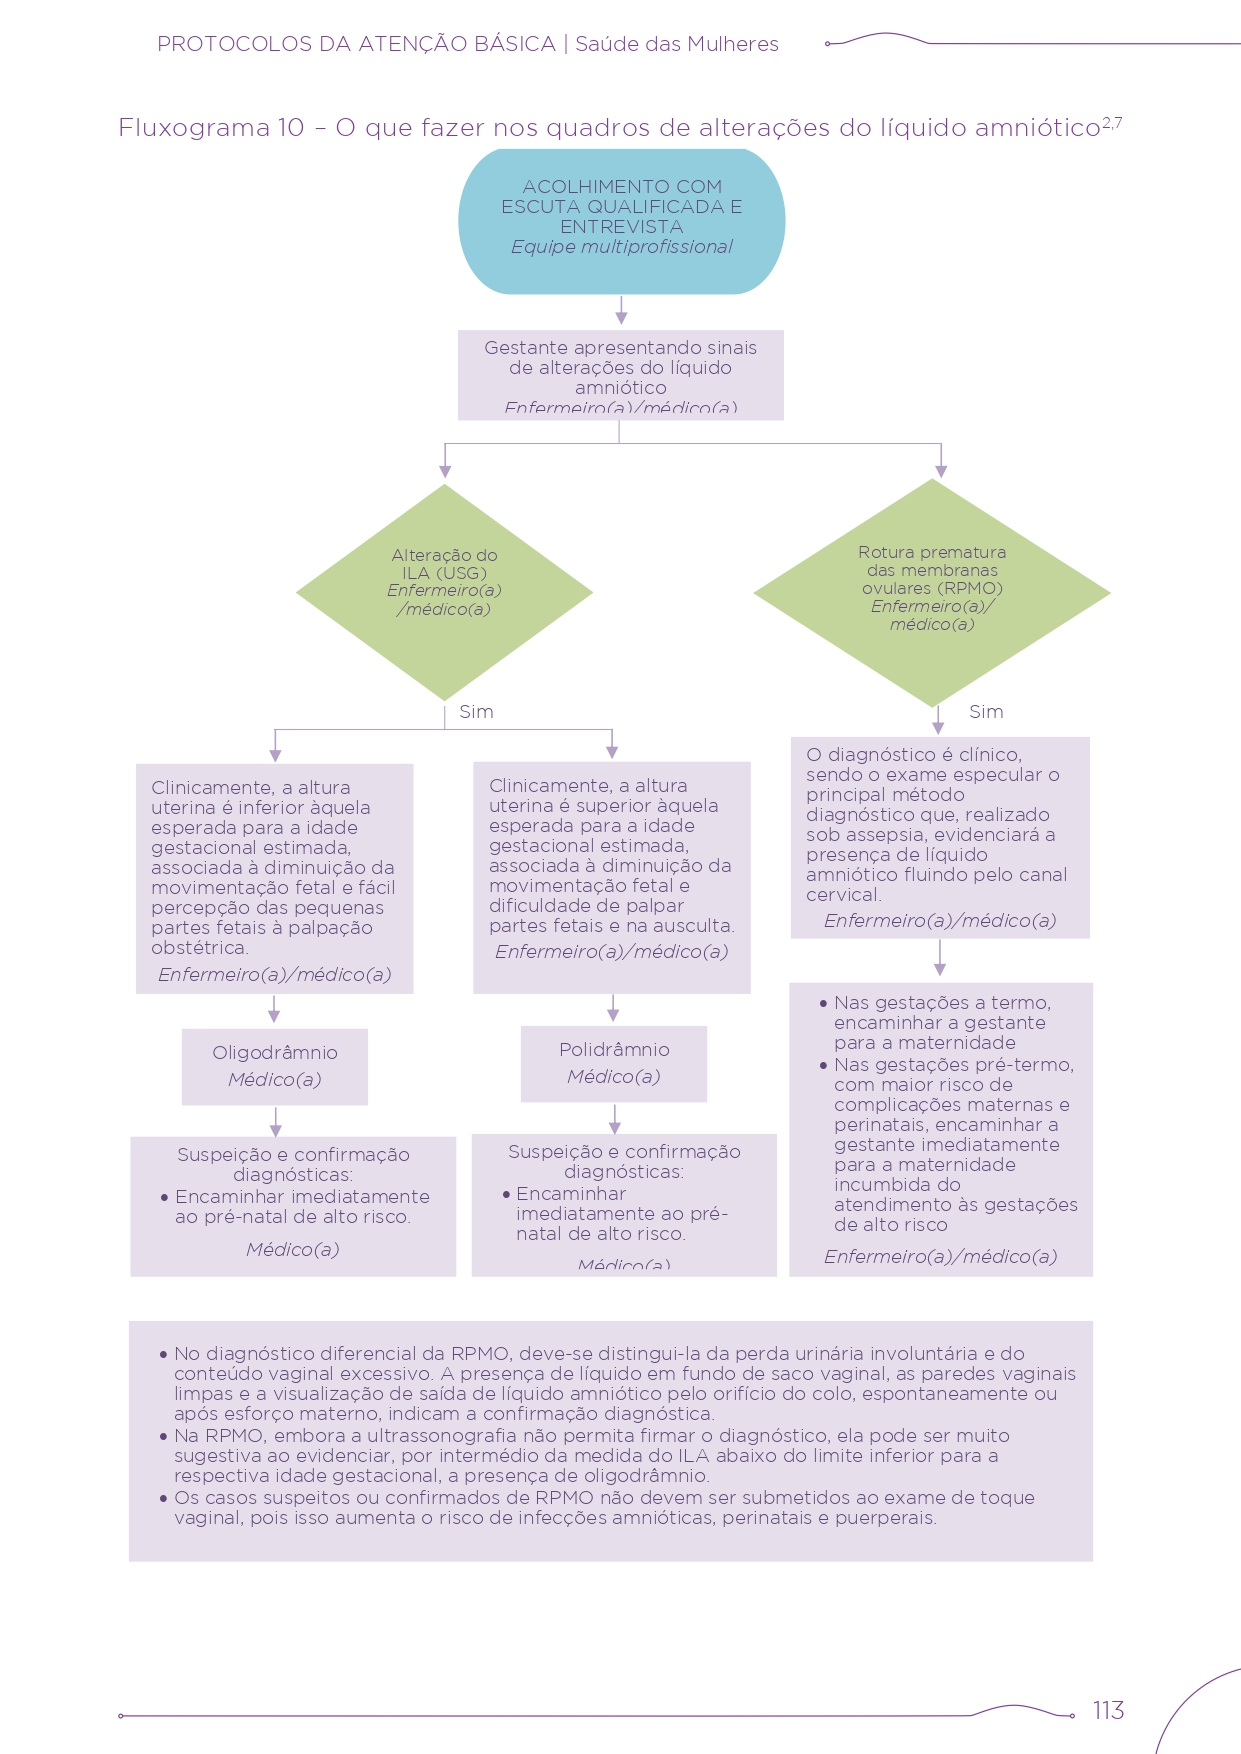 PROTOCOLOS DA ATENÇÃO BÁSICA | Saúde das Mulheres
Fluxograma 10 – O que fazer nos quadros de alterações do líquido amniótico2,7
ACOLHIMENTO COM
ESCUTA QUALIFICADA E
ENTREVISTA
Equipe multiprofissional
Gestante apresentando sinais
de alterações do líquido
amniótico
Enfermeiro(a)/médico(a)
Alteração do
ILA (USG)
Enfermeiro(a)
/médico(a)
Sim
Rotura prematura
das membranas
ovulares (RPMO)
Enfermeiro(a)/
médico(a)
Sim
Clinicamente, a altura
uterina é inferior àquela
esperada para a idade
gestacional estimada,
associada à diminuição da
movimentação fetal e fácil
percepção das pequenas
partes fetais à palpação
obstétrica.
Enfermeiro(a)/médico(a)
Oligodrâmnio
Médico(a)
Suspeição e confirmação
diagnósticas:
• Encaminhar imediatamente
ao pré-natal de alto risco.
Médico(a)
Clinicamente, a altura
uterina é superior àquela
esperada para a idade
gestacional estimada,
associada à diminuição da
movimentação fetal e
dificuldade de palpar
partes fetais e na ausculta.
Enfermeiro(a)/médico(a)
Polidrâmnio
Médico(a)
Suspeição e confirmação
diagnósticas:
• Encaminhar
imediatamente ao pré-
natal de alto risco.
Médico(a)
O diagnóstico é clínico,
sendo o exame especular o
principal método
diagnóstico que, realizado
sob assepsia, evidenciará a
presença de líquido
amniótico fluindo pelo canal
cervical.
Enfermeiro(a)/médico(a)
• Nas gestações a termo,
encaminhar a gestante
para a maternidade
• Nas gestações pré-termo,
com maior risco de
complicações maternas e
perinatais, encaminhar a
gestante imediatamente
para a maternidade
incumbida do
atendimento às gestações
de alto risco
Enfermeiro(a)/médico(a)
• No diagnóstico diferencial da RPMO, deve-se distingui-la da perda urinária involuntária e do
conteúdo vaginal excessivo. A presença de líquido em fundo de saco vaginal, as paredes vaginais
limpas e a visualização de saída de líquido amniótico pelo orifício do colo, espontaneamente ou
após esforço materno, indicam a confirmação diagnóstica.
• Na RPMO, embora a ultrassonografia não permita firmar o diagnóstico, ela pode ser muito
sugestiva ao evidenciar, por intermédio da medida do ILA abaixo do limite inferior para a
respectiva idade gestacional, a presença de oligodrâmnio.
• Os casos suspeitos ou confirmados de RPMO não devem ser submetidos ao exame de toque
vaginal, pois isso aumenta o risco de infecções amnióticas, perinatais e puerperais.
113